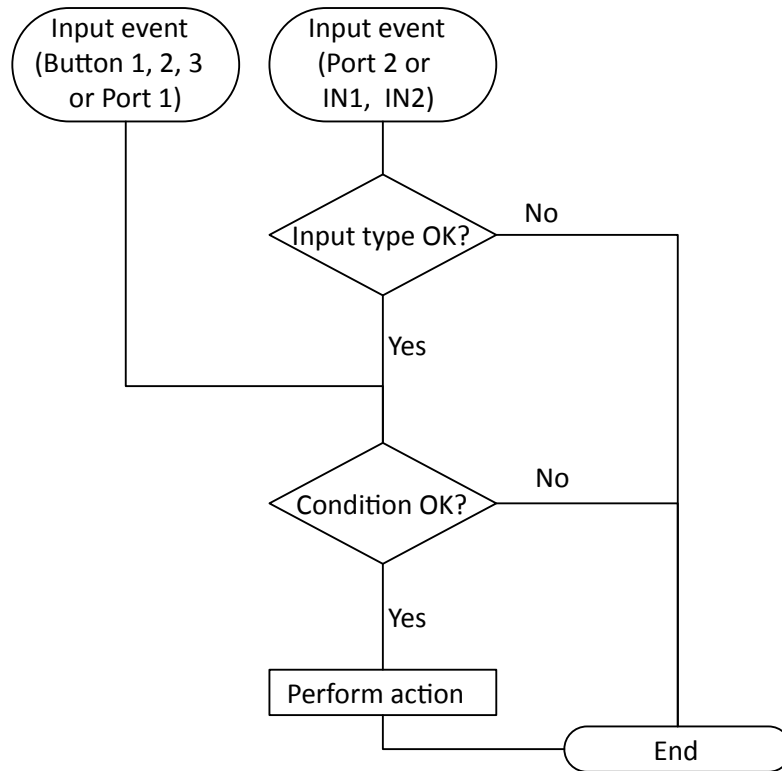 Input event
(Button 1, 2, 3
or Port 1)
Input event
(Port 2 or
IN1, IN2)
Input type OK?
No
Yes
Condition OK?
No
Yes
Perform action
End